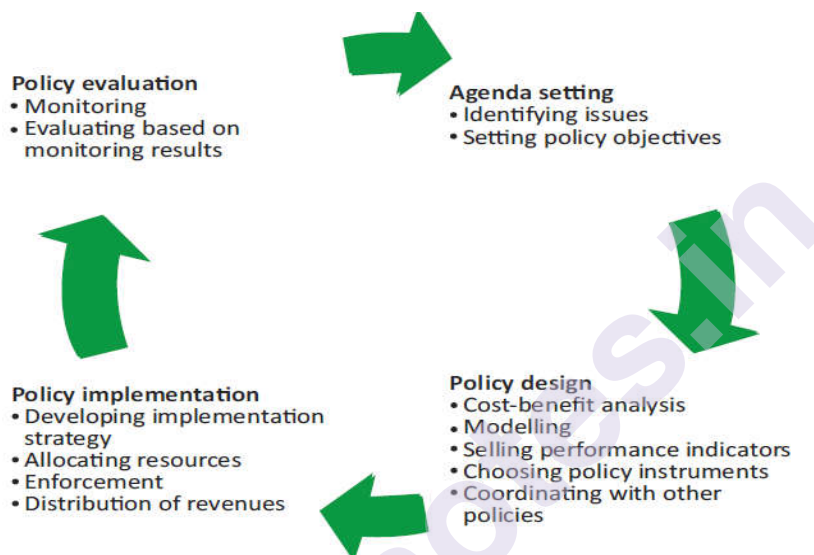 Policy evaluation
• Monitoring
• Evaluating based on
monitoring results
Agenda setting
• Identifying issues
• Setting policy objectives
Policy design
• Cost-benefit analysis
• Modelling
• Selling performance indicators
• Choosing policy instruments
• Coordinating with other
policies
Policy implementation
• Developing implementation
strategy
• Allocating resources
• Enforcement
• Distribution of revenues
otes.in